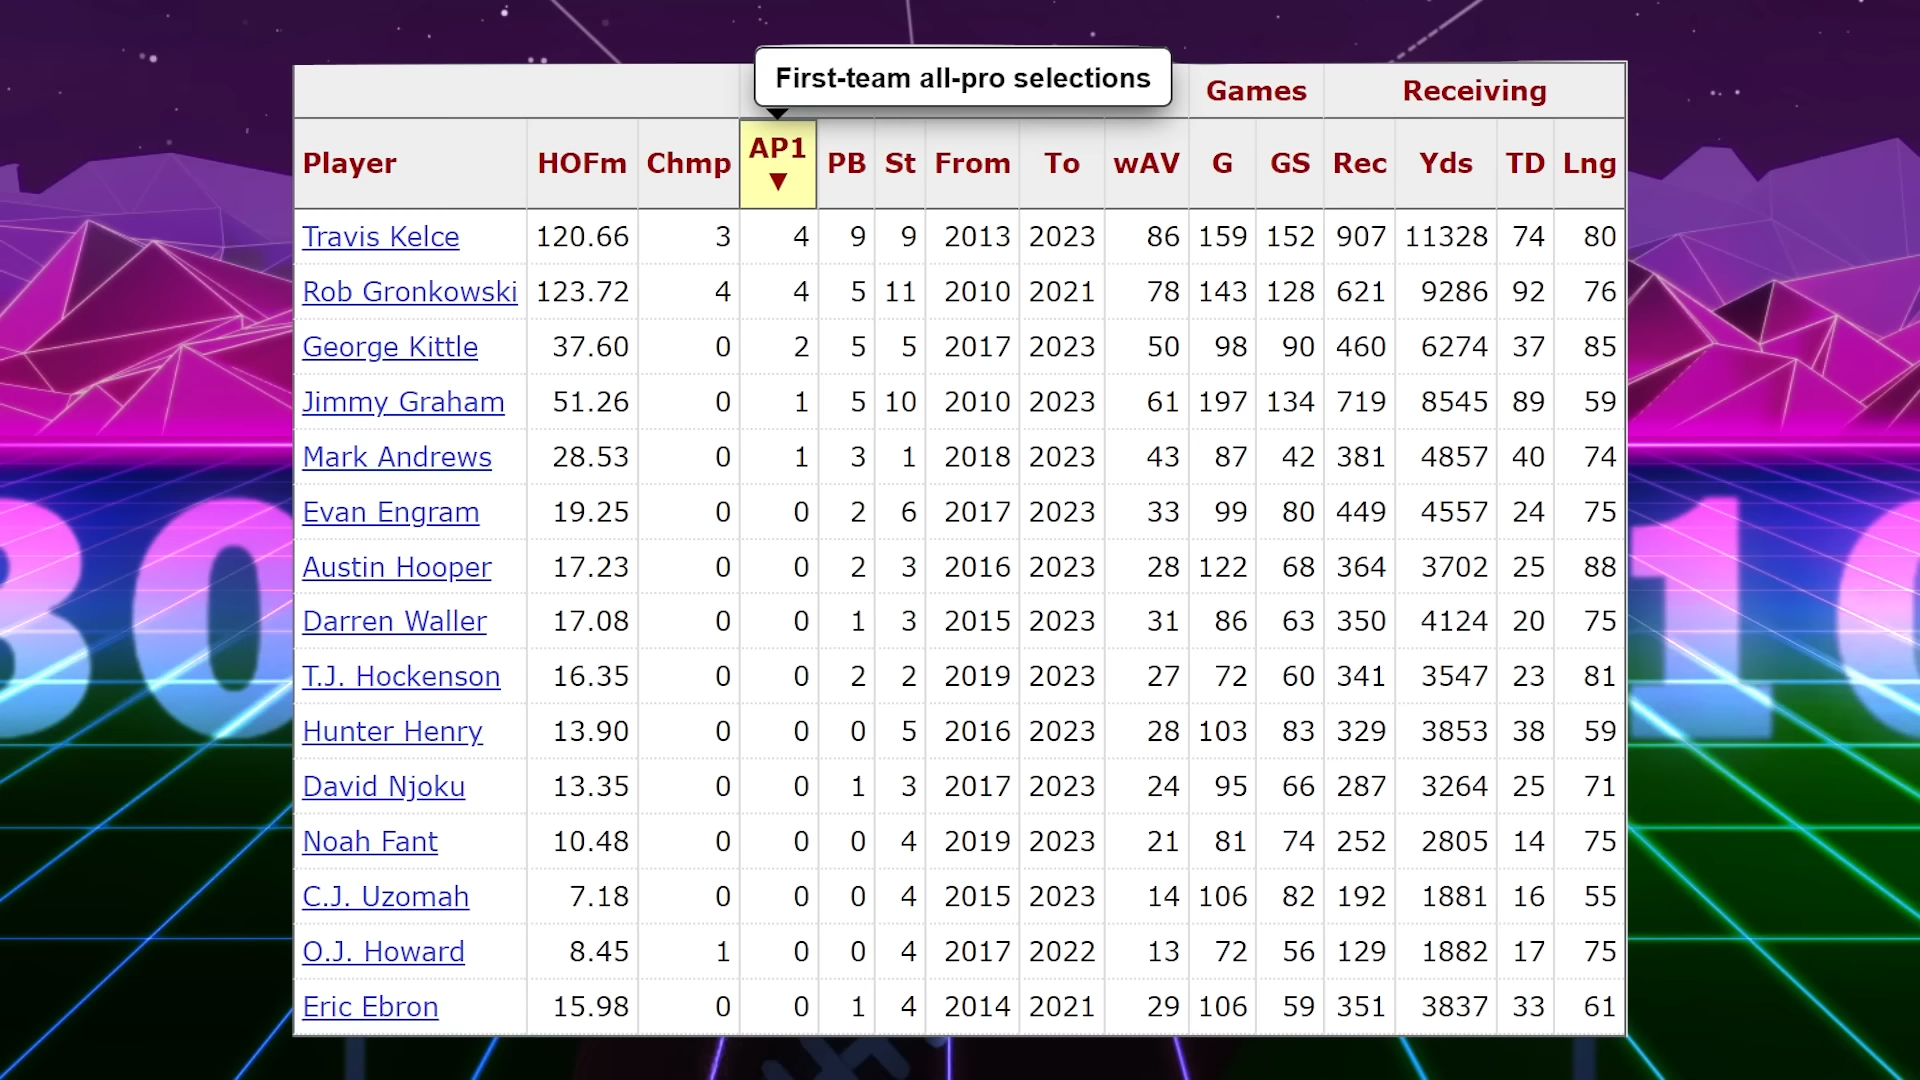 First-team all-pro selections
Games Receiving
Player HOFm Chmp AP1 ▼ PB St From To wAV G GS Rec Yds TD Lng
Travis Kelce 120.66 3 4 9 9 2013 2023 86 159 152 907 11328 74 80
Rob Gronkowski 123.72 4 4 5 11 2010 2021 78 143 128 621 9286 92 76
George Kittle 37.60 0 2 5 5 2017 2023 50 98 90 460 6274 37 85
Jimmy Graham 51.26 0 1 5 10 2010 2023 61 197 134 719 8545 89 59
Mark Andrews 28.53 0 1 3 1 2018 2023 43 87 42 381 4857 40 74
Evan Engram 19.25 0 0 2 6 2017 2023 33 99 80 449 4557 24 75
Austin Hooper 17.23 0 0 2 3 2016 2023 28 122 68 364 3702 25 88
Darren Waller 17.08 0 0 1 3 2015 2023 31 86 63 350 4124 20 75
T.J. Hockenson 16.35 0 0 2 2 2019 2023 27 72 60 341 3547 23 81
Hunter Henry 13.90 0 0 0 5 2016 2023 28 103 83 329 3853 38 59
David Njoku 13.35 0 0 1 3 2017 2023 24 95 66 287 3264 25 71
Noah Fant 10.48 0 0 0 4 2019 2023 21 81 74 252 2805 14 75
C.J. Uzomah 7.18 0 0 0 4 2015 2023 14 106 82 192 1881 16 55
O.J. Howard 8.45 1 0 0 4 2017 2022 13 72 56 129 1882 17 75
Eric Ebron 15.98 0 0 1 4 2014 2021 29 106 59 351 3837 33 61